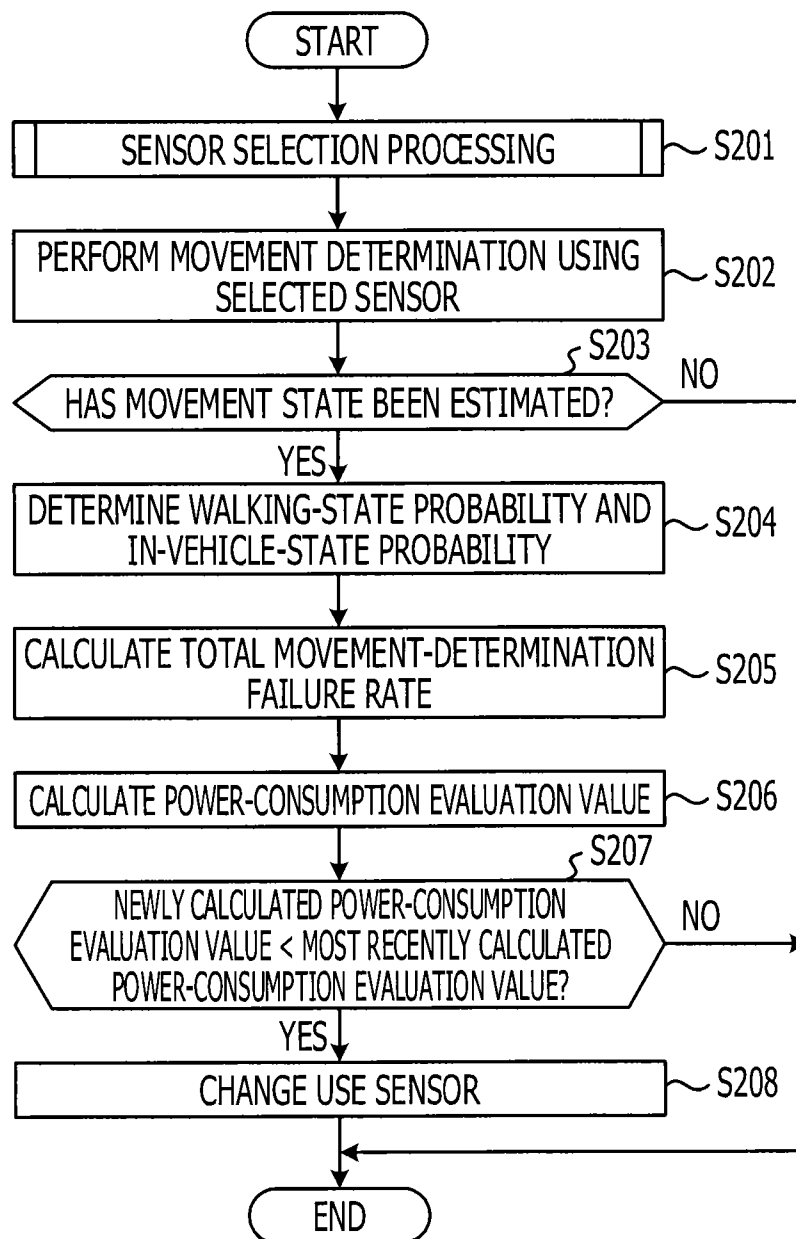 START
SENSOR SELECTION PROCESSING
S201
PERFORM MOVEMENT DETERMINATION USING
SELECTED SENSOR
S202
S203
HAS MOVEMENT STATE BEEN ESTIMATED?
NO
YES
DETERMINE WALKING-STATE PROBABILITY AND
IN-VEHICLE-STATE PROBABILITY
S204
CALCULATE TOTAL MOVEMENT-DETERMINATION
FAILURE RATE
S205
CALCULATE POWER-CONSUMPTION EVALUATION VALUE
S206
S207
NEWLY CALCULATED POWER-CONSUMPTION
EVALUATION VALUE < MOST RECENTLY CALCULATED
POWER-CONSUMPTION EVALUATION VALUE?
NO
YES
CHANGE USE SENSOR
S208
END